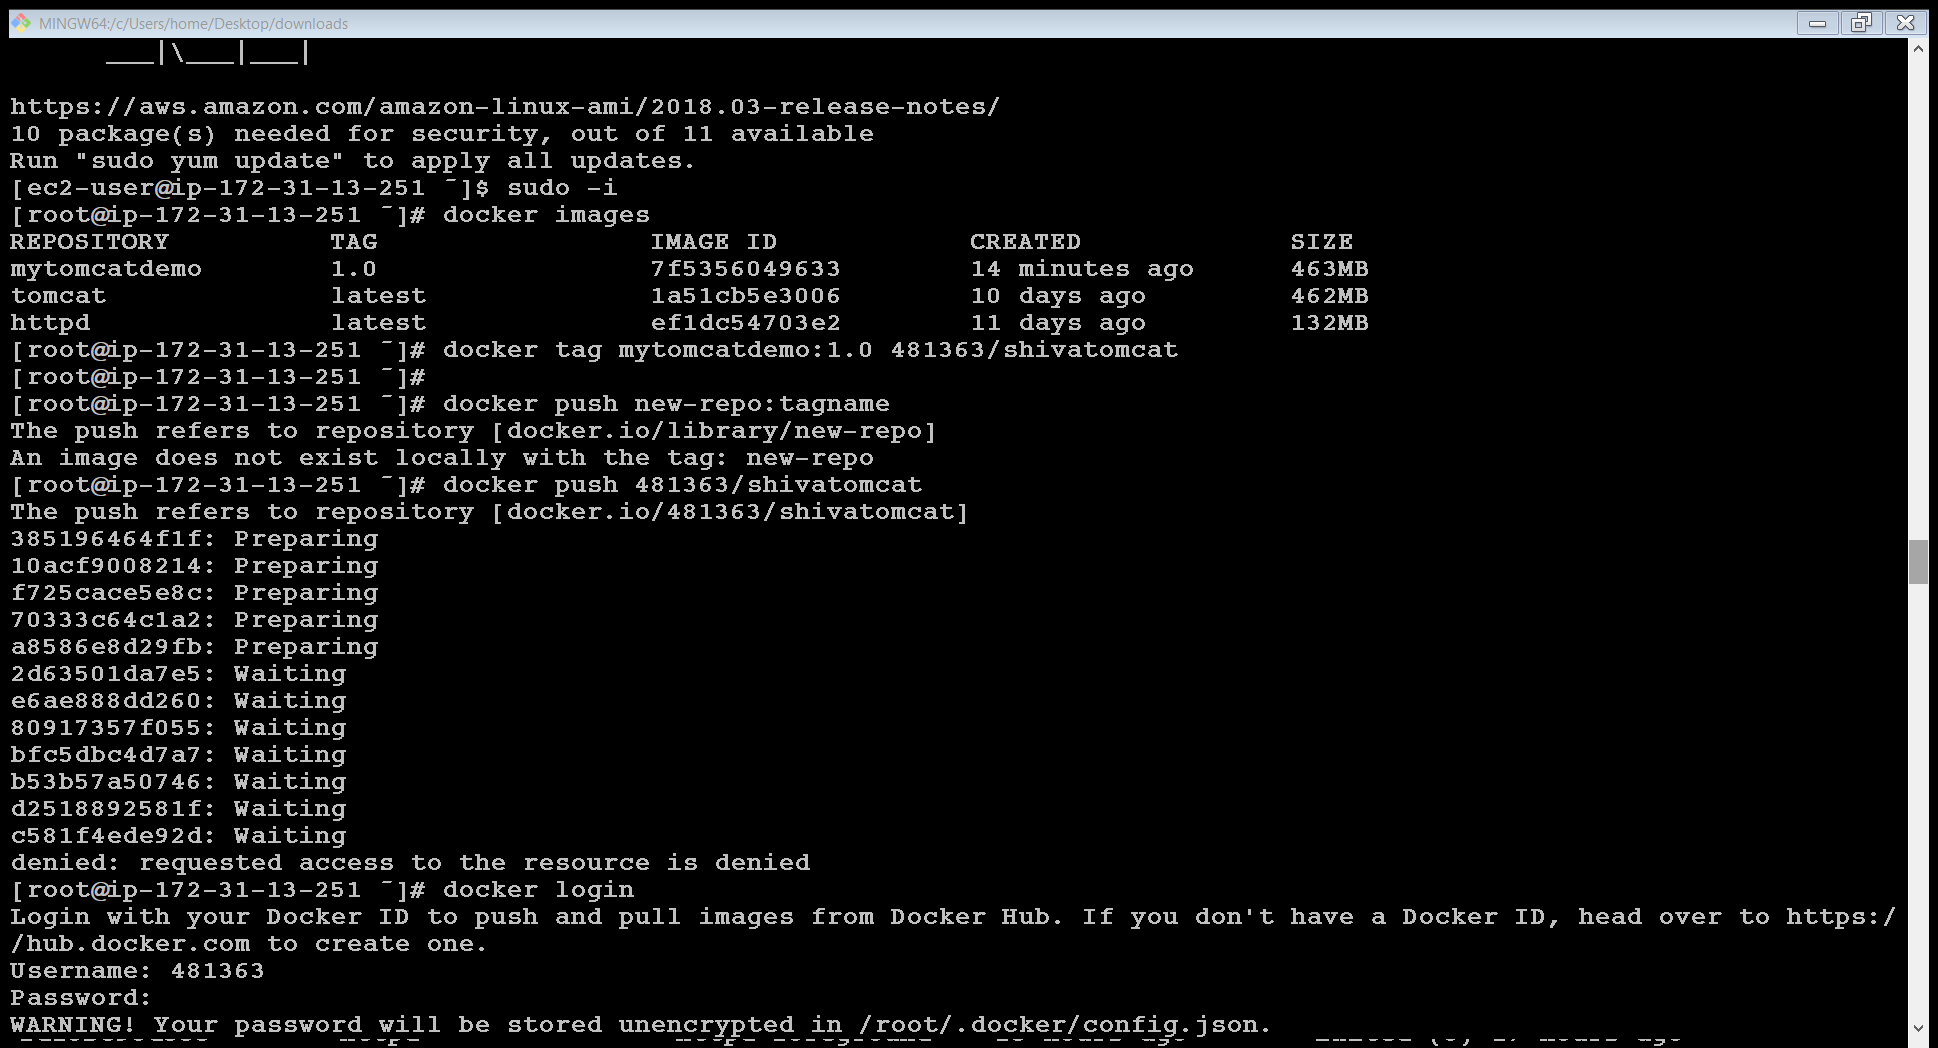 MINGW64:/c/Users/home/Desktop/downloads
___|\___|___|
https://aws.amazon.com/amazon-linux-ami/2018.03-release-notes/
10 package(s) needed for security, out of 11 available
Run "sudo yum update" to apply all updates.
[ec2-user@ip-172-31-13-251 ~]$ sudo -i
[root@ip-172-31-13-251 ~]# docker images
REPOSITORY          TAG                 IMAGE ID            CREATED             SIZE
mytomcatdemo        1.0                 7f5356049633        14 minutes ago      463MB
tomcat              latest              1a51cb5e3006        10 days ago         462MB
httpd               latest              ef1dc54703e2        11 days ago         132MB
[root@ip-172-31-13-251 ~]# docker tag mytomcatdemo:1.0 481363/shivatomcat
[root@ip-172-31-13-251 ~]#
[root@ip-172-31-13-251 ~]# docker push new-repo:tagname
The push refers to repository [docker.io/library/new-repo]
An image does not exist locally with the tag: new-repo
[root@ip-172-31-13-251 ~]# docker push 481363/shivatomcat
The push refers to repository [docker.io/481363/shivatomcat]
385196464f1f: Preparing
10acf9008214: Preparing
f725cace5e8c: Preparing
70333c64c1a2: Preparing
a8586e8d29fb: Preparing
2d63501da7e5: Waiting
e6ae888dd260: Waiting
80917357f055: Waiting
bfc5dbc4d7a7: Waiting
b53b57a50746: Waiting
d2518892581f: Waiting
c581f4ede92d: Waiting
denied: requested access to the resource is denied
[root@ip-172-31-13-251 ~]# docker login
Login with your Docker ID to push and pull images from Docker Hub. If you don't have a Docker ID, head over to https:/
/hub.docker.com to create one.
Username: 481363
Password:
WARNING! Your password will be stored unencrypted in /root/.docker/config.json.